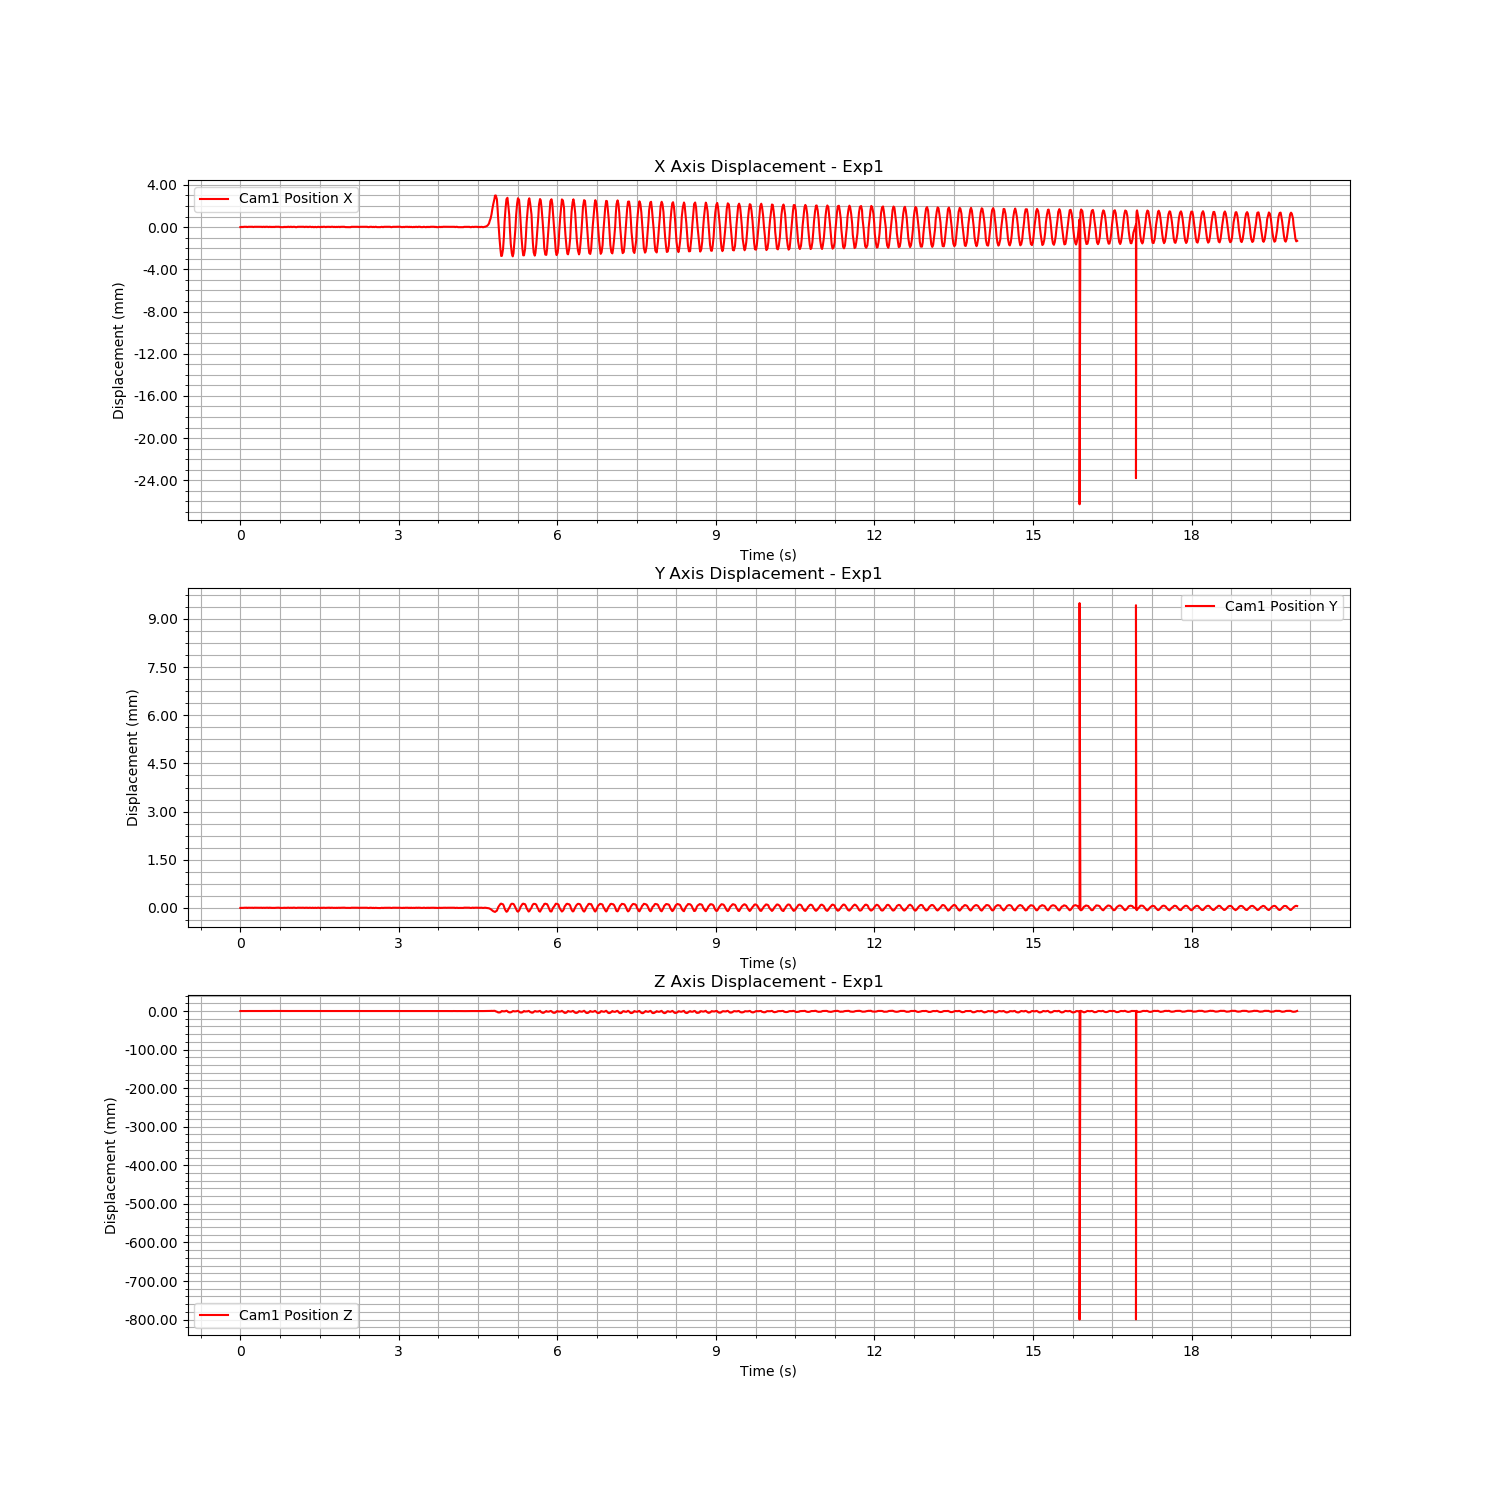 X Axis Displacement - Exp1
Cam1 Position X
Displacement (mm)
4.00
0.00
-4.00
-8.00
-12.00
-16.00
-20.00
-24.00
0 3 6 9 12 15 18
Time (s)
Y Axis Displacement - Exp1
Cam1 Position Y
Displacement (mm)
9.00
7.50
6.00
4.50
3.00
1.50
0.00
0 3 6 9 12 15 18
Time (s)
Z Axis Displacement - Exp1
Displacement (mm)
0.00
-100.00
-200.00
-300.00
-400.00
-500.00
-600.00
-700.00
-800.00
Cam1 Position Z
0 3 6 9 12 15 18
Time (s)